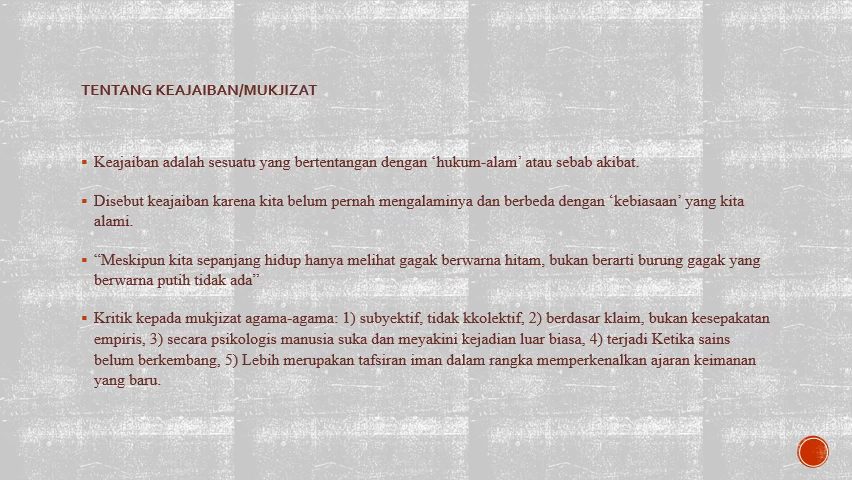 TENTANG KEAJAIBAN/MUKJIZAT
▪ Keajaiban adalah sesuatu yang bertentangan dengan ‘hukum-alam’ atau sebab akibat.
▪ Disebut keajaiban karena kita belum pernah mengalaminya dan berbeda dengan ‘kebiasaan’ yang kita
alami.
▪ “Meskipun kita sepanjang hidup hanya melihat gagak berwarna hitam, bukan berarti burung gagak yang
berwarna putih tidak ada”
▪ Kritik kepada mukjizat agama-agama: 1) subyektif, tidak kkolektif, 2) berdasar klaim, bukan kesepakatan
empiris, 3) secara psikologis manusia suka dan meyakini kejadian luar biasa, 4) terjadi Ketika sains
belum berkembang, 5) Lebih merupakan tafsiran iman dalam rangka memperkenalkan ajaran keimanan
yang baru.